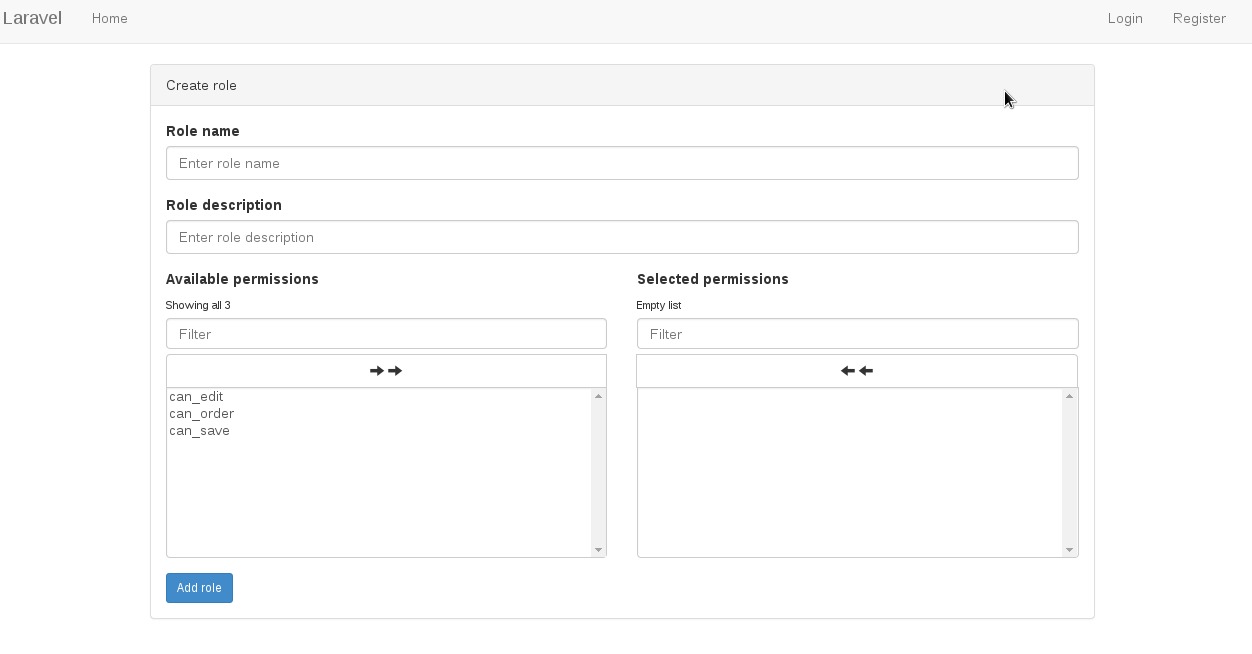 Laravel Home Login Register
Create role
Role name
Enter role name
Role description
Enter role description
Available permissions
Showing all 3
Filter
can_edit
can_order
can_save
Selected permissions
Empty list
Filter
Add role